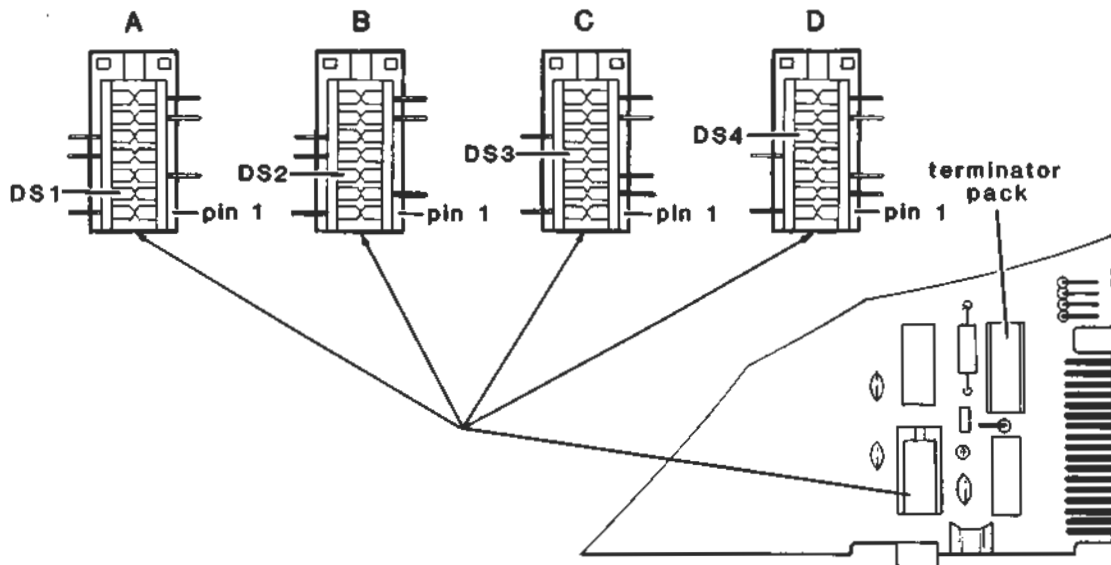 A
B
C
D
DS1
pin 1
DS2
pin 1
DS3
pin 1
DS4
pin 1
terminator
pack